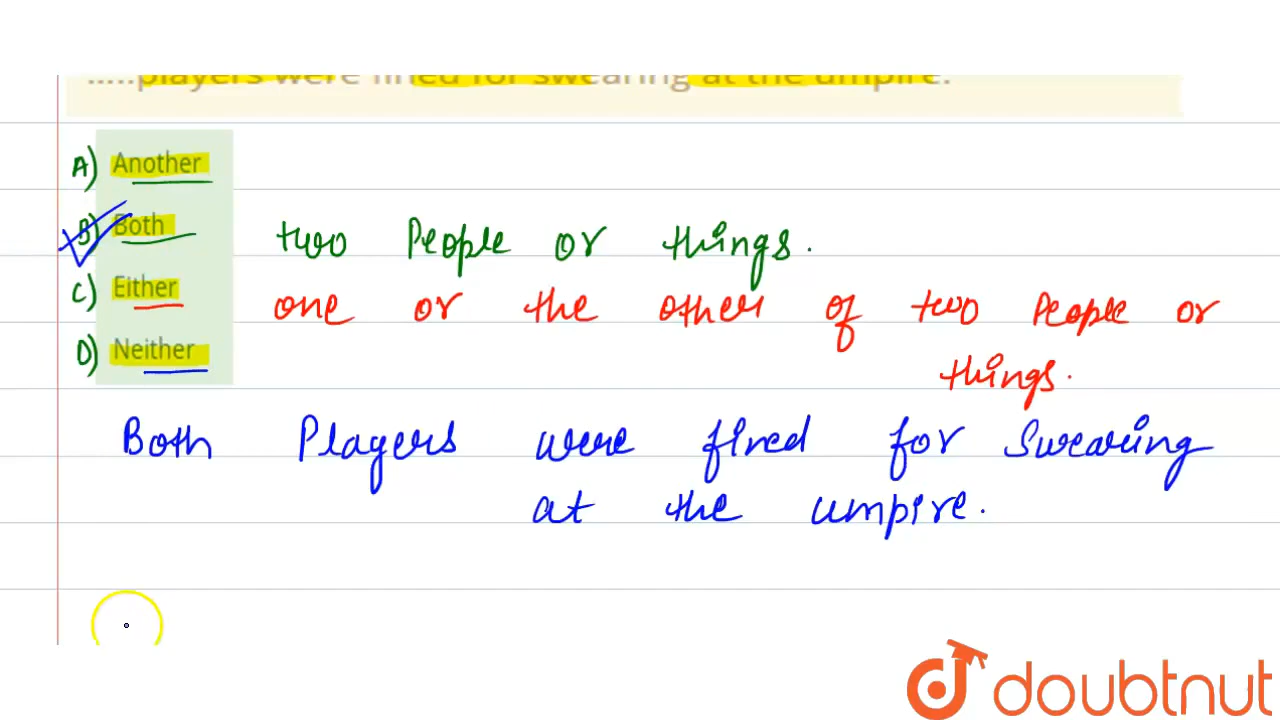 .....players were fined for swearing at the umpire.
A) Another
B) Both two People or things.
C) Either one or the other of two People or
things.
D) Neither
Both Players were fired for Swearing
at the umpire.
doubtnut